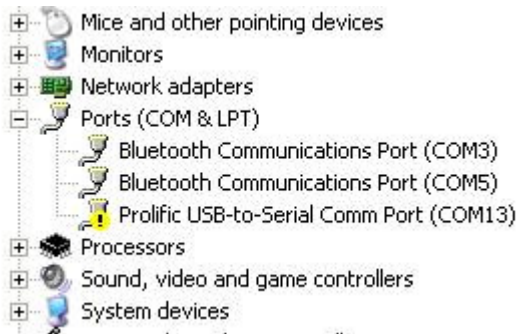 Mice and other pointing devices
Monitors
Network adapters
Ports (COM & LPT)
Bluetooth Communications Port (COM3)
Bluetooth Communications Port (COM5)
Prolific USB-to-Serial Comm Port (COM13)
Processors
Sound, video and game controllers
System devices